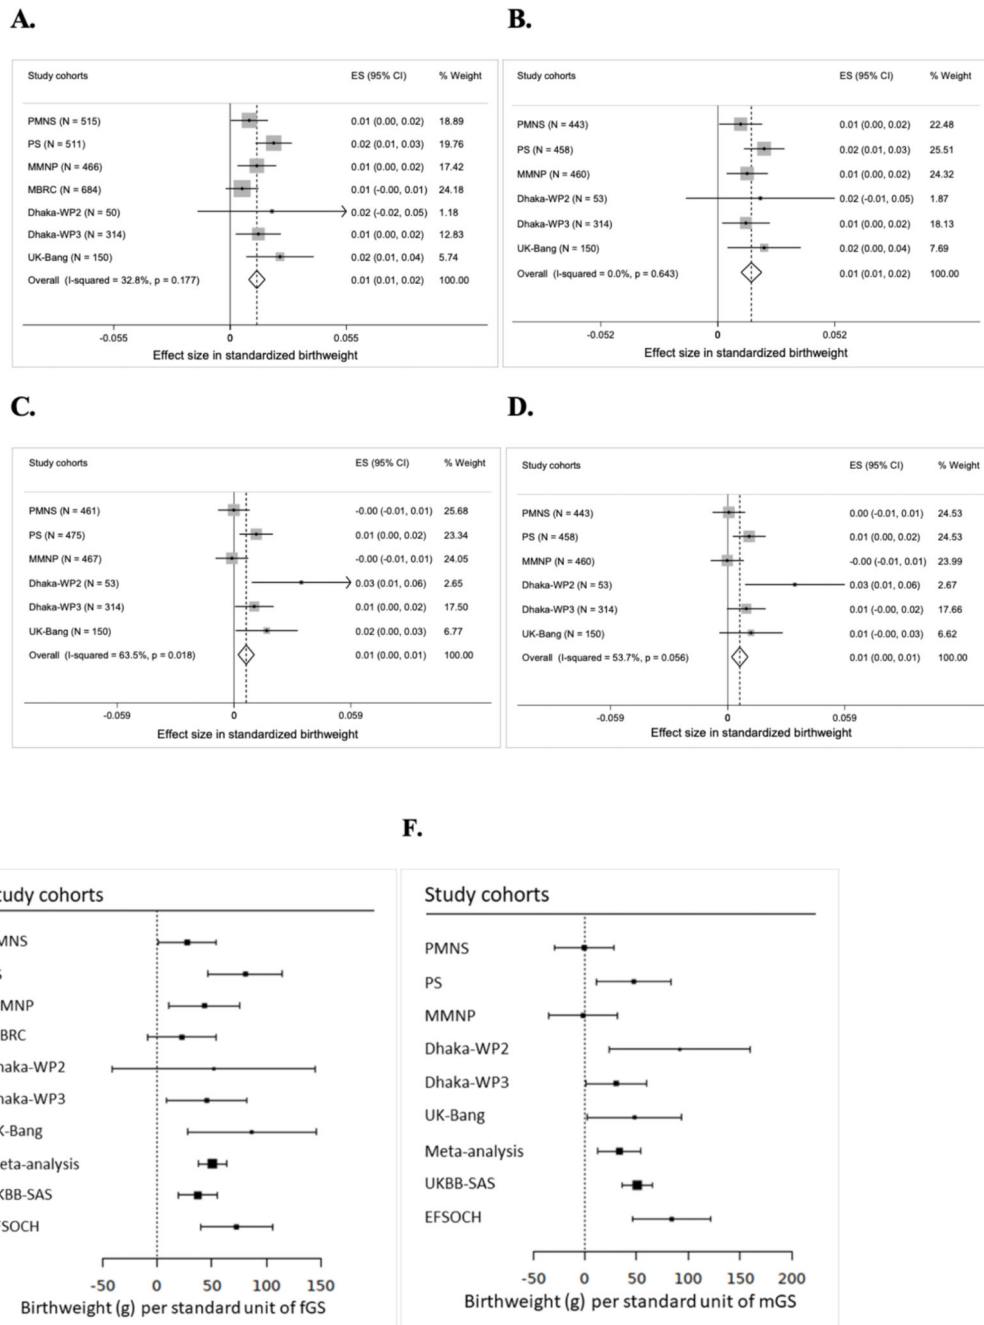 A.
Study cohorts ES (95% CI) % Weight
PMNS (N = 515) 0.01 (0.00, 0.02) 18.89
PS (N = 511) 0.02 (0.01, 0.03) 19.76
MMNP (N = 466) 0.01 (0.00, 0.02) 17.42
MBRC (N = 684) 0.01 (-0.00, 0.01) 24.18
Dhaka-WP2 (N = 50) 0.02 (-0.02, 0.05) 1.18
Dhaka-WP3 (N = 314) 0.01 (0.00, 0.02) 12.83
UK-Bang (N = 150) 0.02 (0.01, 0.04) 5.74
Overall (I-squared = 32.8%, p = 0.177) 0.01 (0.01, 0.02) 100.00
-0.055 0 0.055
Effect size in standardized birthweight
B.
Study cohorts ES (95% CI) % Weight
PMNS (N = 443) 0.01 (0.00, 0.02) 22.48
PS (N = 458) 0.02 (0.01, 0.03) 25.51
MMNP (N = 460) 0.01 (0.00, 0.02) 24.32
Dhaka-WP2 (N = 53) 0.02 (-0.01, 0.05) 1.87
Dhaka-WP3 (N = 314) 0.01 (0.00, 0.02) 18.13
UK-Bang (N = 150) 0.02 (0.00, 0.04) 7.69
Overall (I-squared = 0.0%, p = 0.643) 0.01 (0.01, 0.02) 100.00
-0.052 0 0.052
Effect size in standardized birthweight
C.
Study cohorts ES (95% CI) % Weight
PMNS (N = 461) -0.00 (-0.01, 0.01) 25.68
PS (N = 475) 0.01 (0.00, 0.02) 23.34
MMNP (N = 467) -0.00 (-0.01, 0.01) 24.05
Dhaka-WP2 (N = 53) 0.03 (0.01, 0.06) 2.65
Dhaka-WP3 (N = 314) 0.01 (0.00, 0.02) 17.50
UK-Bang (N = 150) 0.02 (0.00, 0.03) 6.77
Overall (I-squared = 63.5%, p = 0.018) 0.01 (0.00, 0.01) 100.00
-0.059 0 0.059
Effect size in standardized birthweight
D.
Study cohorts ES (95% CI) % Weight
PMNS (N = 443) 0.00 (-0.01, 0.01) 24.53
PS (N = 458) 0.01 (0.00, 0.02) 24.53
MMNP (N = 460) -0.00 (-0.01, 0.01) 23.99
Dhaka-WP2 (N = 53) 0.03 (0.01, 0.06) 2.67
Dhaka-WP3 (N = 314) 0.01 (-0.00, 0.02) 17.66
UK-Bang (N = 150) 0.01 (-0.00, 0.03) 6.62
Overall (I-squared = 53.7%, p = 0.056) 0.01 (0.00, 0.01) 100.00
-0.059 0 0.059
Effect size in standardized birthweight
tudy cohorts
MNS
MNP
BRC
haka-WP2
haka-WP3
K-Bang
eta-analysis
KBB-SAS
FSOCH
-50 0 50 100 150
Birthweight (g) per standard unit of fGS
F.
Study cohorts
PMNS
PS
MMNP
Dhaka-WP2
Dhaka-WP3
UK-Bang
Meta-analysis
UKBB-SAS
EFSOCH
-50 0 50 100 150 200
Birthweight (g) per standard unit of mGS